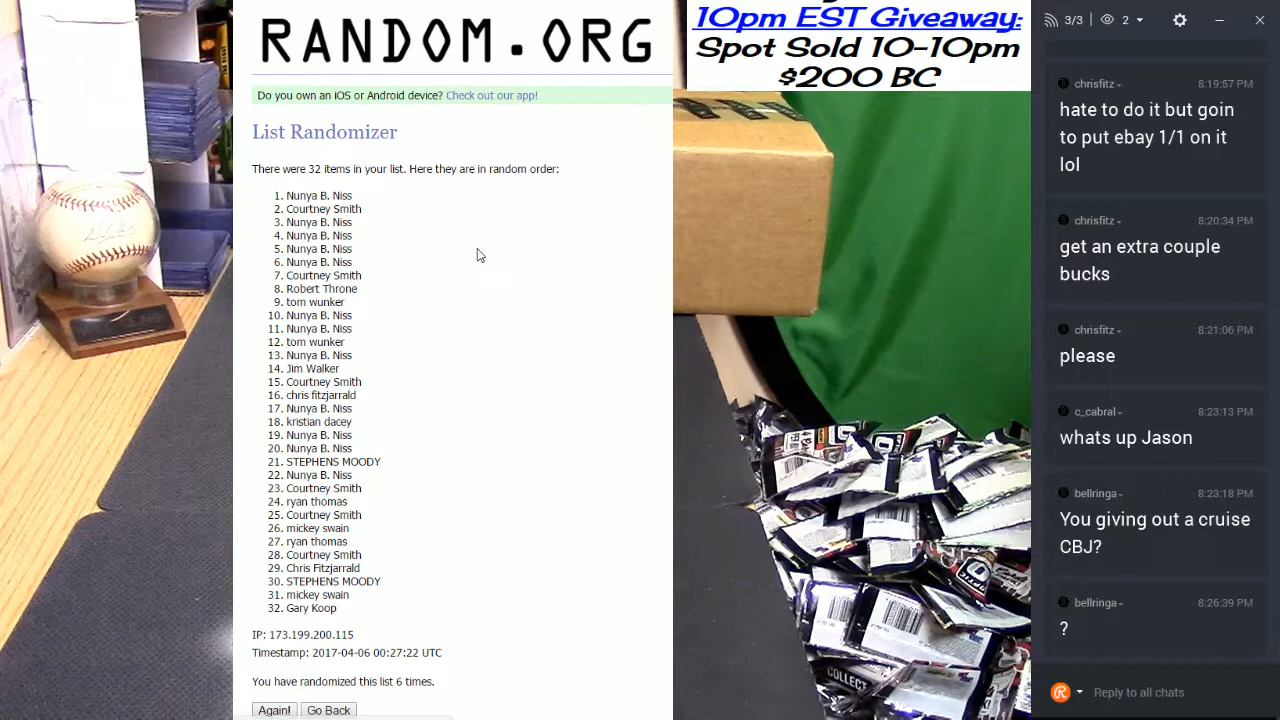 RANDOM.ORG
Do you own an iOS or Android device? Check out our app!
List Randomizer
There were 32 items in your list. Here they are in random order:
1. Nunya B. Niss
2. Courtney Smith
3. Nunya B. Niss
4. Nunya B. Niss
5. Nunya B. Niss
6. Nunya B. Niss
7. Courtney Smith
8. Robert Throne
9. tom wunker
10. Nunya B. Niss
11. Nunya B. Niss
12. tom wunker
13. Nunya B. Niss
14. Jim Walker
15. Courtney Smith
16. chris fitzjarrald
17. Nunya B. Niss
18. kristian dacey
19. Nunya B. Niss
20. Nunya B. Niss
21. STEPHENS MOODY
22. Nunya B. Niss
23. Courtney Smith
24. ryan thomas
25. Courtney Smith
26. mickey swain
27. ryan thomas
28. Courtney Smith
29. Chris Fitzjarrald
30. STEPHENS MOODY
31. mickey swain
32. Gary Koop
IP: 173.199.200.115
Timestamp: 2017-04-06 00:27:22 UTC
You have randomized this list 6 times.
Again! Go Back
10pm EST Giveaway:
Spot Sold 10-10pm
$200 BC
COLLECT
3/3 2
chrisfitz 8:19:57 PM
hate to do it but goin
to put ebay 1/1 on it
lol
chrisfitz 8:20:34 PM
get an extra couple
bucks
chrisfitz 8:21:06 PM
please
c_cabral 8:23:13 PM
whats up Jason
bellringa 8:23:18 PM
You giving out a cruise
CBJ?
bellringa 8:26:39 PM
?
Reply to all chats